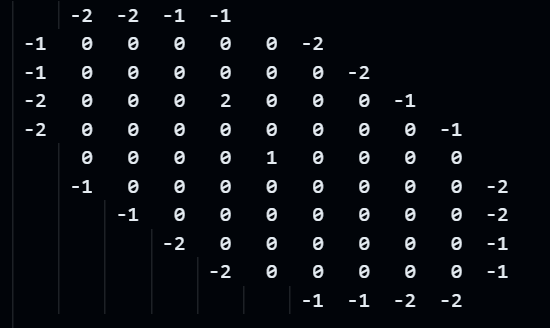 -2 -2 -1 -1
-1 0 0 0 0 0 -2
-1 0 0 0 0 0 0 -2
-2 0 0 0 2 0 0 0 -1
-2 0 0 0 0 0 0 0 0 -1
0 0 0 0 1 0 0 0 0
-1 0 0 0 0 0 0 0 0 -2
-1 0 0 0 0 0 0 0 -2
-2 0 0 0 0 0 0 -1
-2 0 0 0 0 0 -1
-1 -1 -2 -2